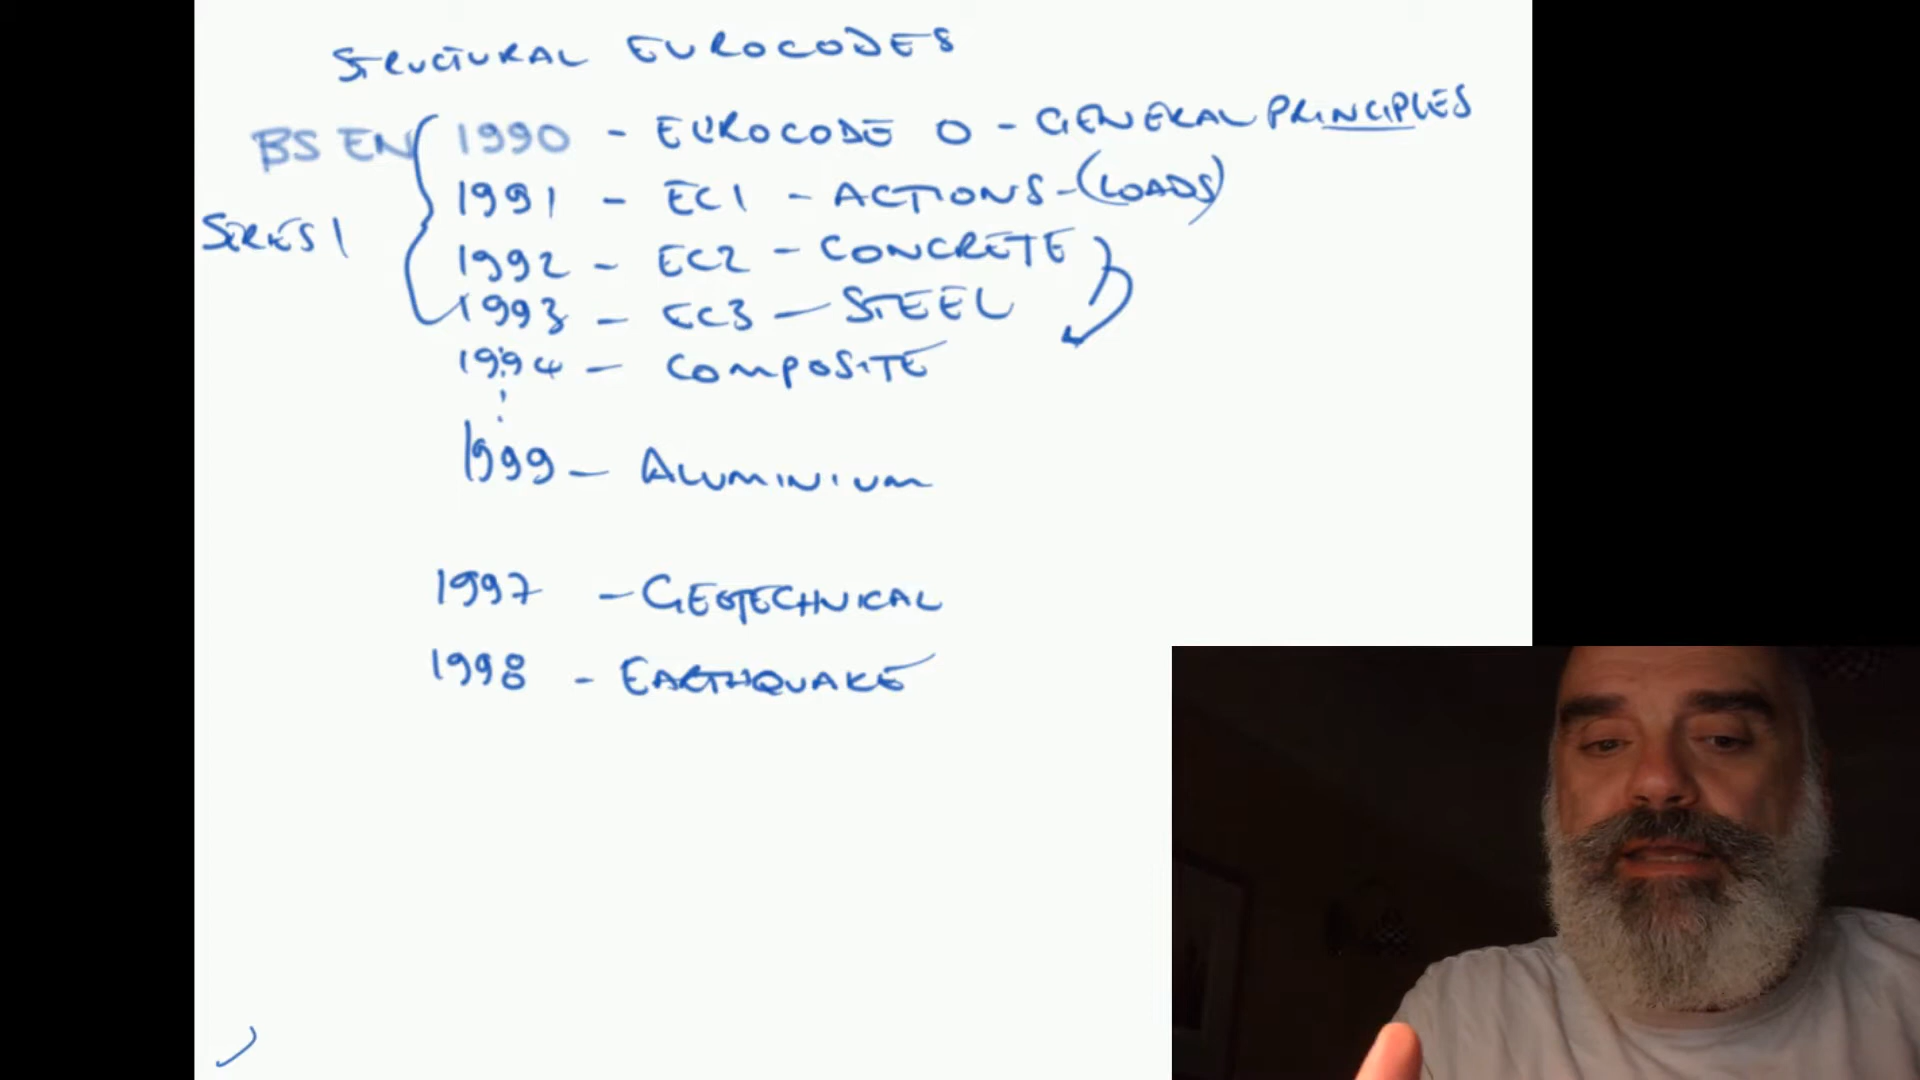 STRUCTURAL EUROCODES
BS EN 1990 - EUROCODE 0 - GENERAL PRINCIPLES
1991 - EC1 - ACTIONS - (LOADS)
SERIES 1
1992 - EC2 - CONCRETE
1993 - EC3 - STEEL
1994 - COMPOSITE
1999 - ALUMINIUM
1997 - GEOTECHNICAL
1998 - EARTHQUAKE